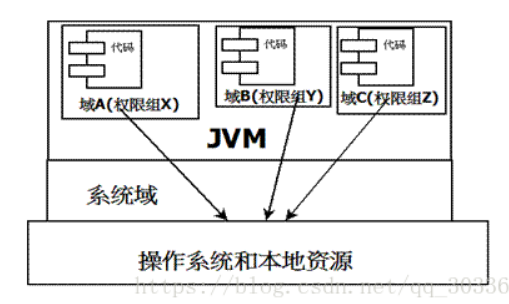 代码
代码
代码
域A(权限组X)
域B(权限组Y)
域C(权限组Z)
JVM
系统域
操作系统和本地资源
https://blog.csdn.net/qq_30336